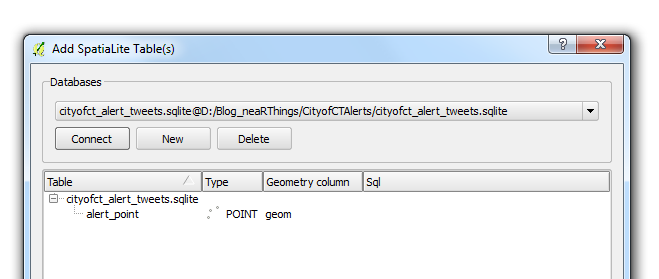 Add SpatiaLite Table(s)
Databases
cityofct_alert_tweets.sqlite@D:/Blog_neaRThings/CityofCTAlerts/cityofct_alert_tweets.sqlite
Connect New Delete
Table Type Geometry column Sql
cityofct_alert_tweets.sqlite
alert_point POINT geom